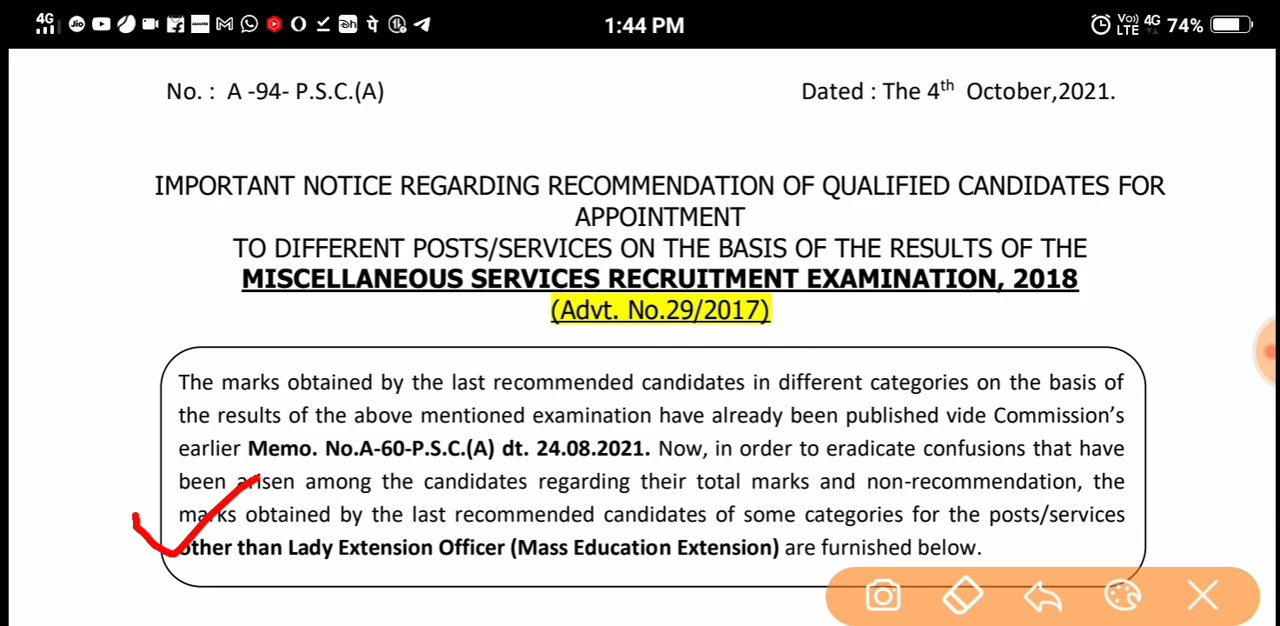 4G
1:44 PM
Vo)) LTE 4G 74%
No. : A -94- P.S.C.(A) Dated : The 4th October,2021.
IMPORTANT NOTICE REGARDING RECOMMENDATION OF QUALIFIED CANDIDATES FOR
APPOINTMENT
TO DIFFERENT POSTS/SERVICES ON THE BASIS OF THE RESULTS OF THE
MISCELLANEOUS SERVICES RECRUITMENT EXAMINATION, 2018
(Advt. No.29/2017)
The marks obtained by the last recommended candidates in different categories on the basis of
the results of the above mentioned examination have already been published vide Commission's
earlier Memo. No.A-60-P.S.C.(A) dt. 24.08.2021. Now, in order to eradicate confusions that have
been arisen among the candidates regarding their total marks and non-recommendation, the
marks obtained by the last recommended candidates of some categories for the posts/services
other than Lady Extension Officer (Mass Education Extension) are furnished below.